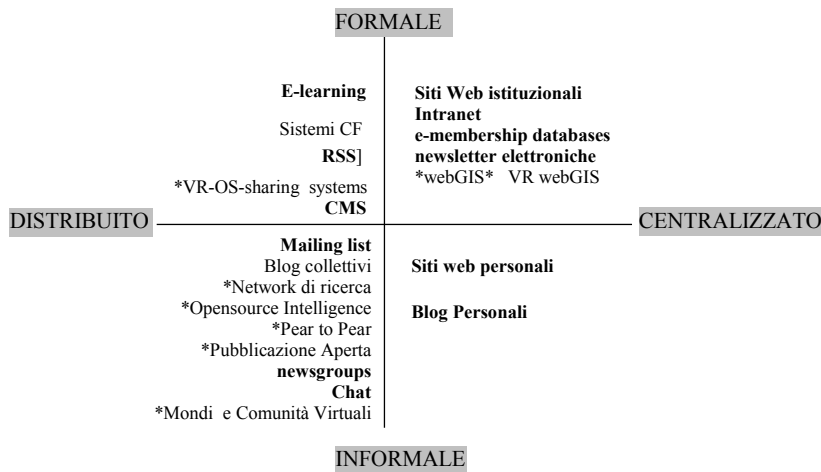 FORMALE
E-learning
Sistemi CF
RSS]
*VR-OS-sharing systems
CMS
Siti Web istituzionali
Intranet
e-membership databases
newsletter elettroniche
*webGIS* VR webGIS
DISTRIBUITO
CENTRALIZZATO
Mailing list
Blog collettivi
*Network di ricerca
*Opensource Intelligence
*Pear to Pear
*Pubblicazione Aperta
newsgroups
Chat
*Mondi e Comunità Virtuali
Siti web personali
Blog Personali
INFORMALE